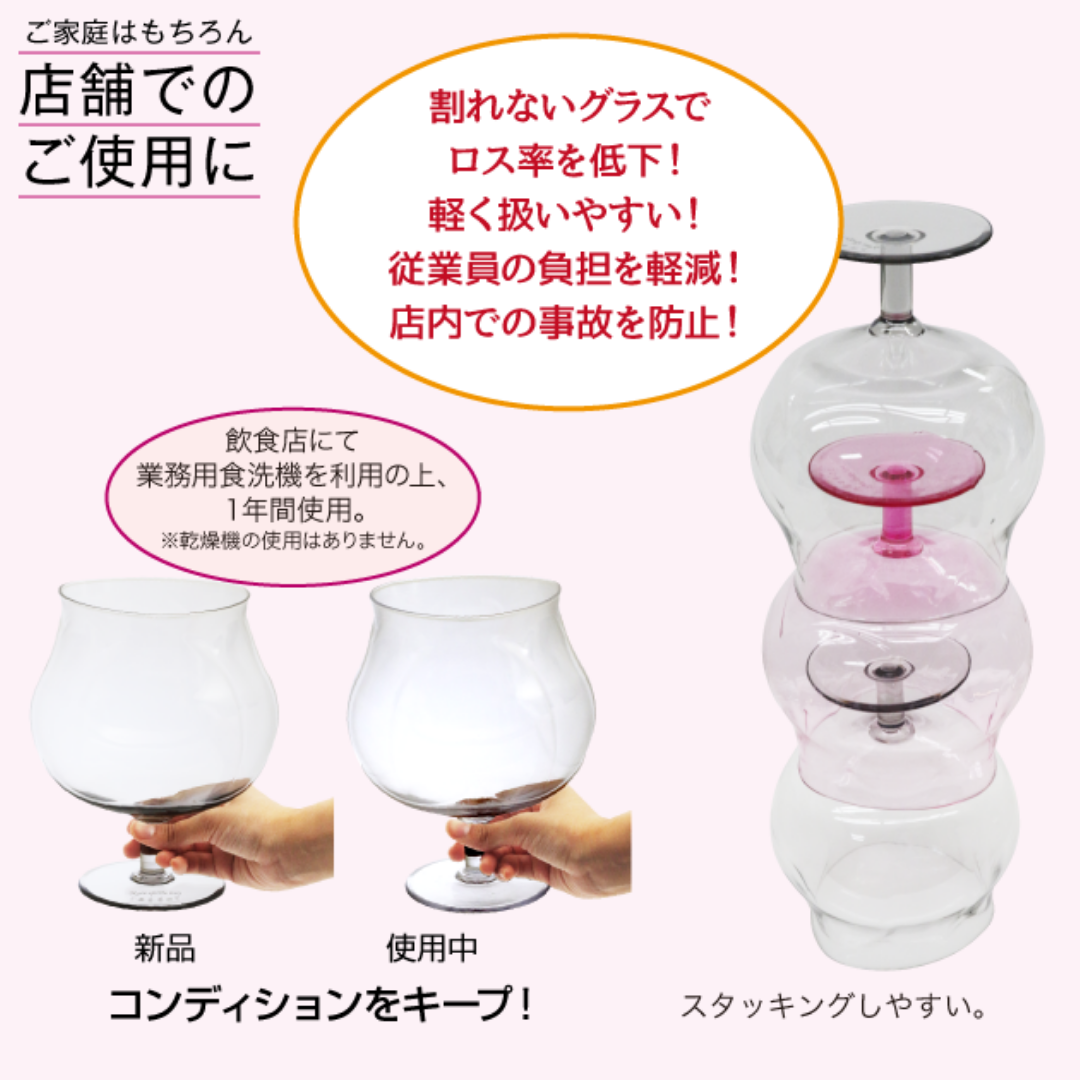 ご家庭はもちろん
店舗での
ご使用に
割れないグラスで
ロス率を低下！
軽く扱いやすい！
従業員の負担を軽減！
店内での事故を防止！
飲食店にて
業務用食洗機を利用の上、
1年間使用。
※乾燥機の使用はありません。
新品
使用中
コンディションをキープ！
スタッキングしやすい。